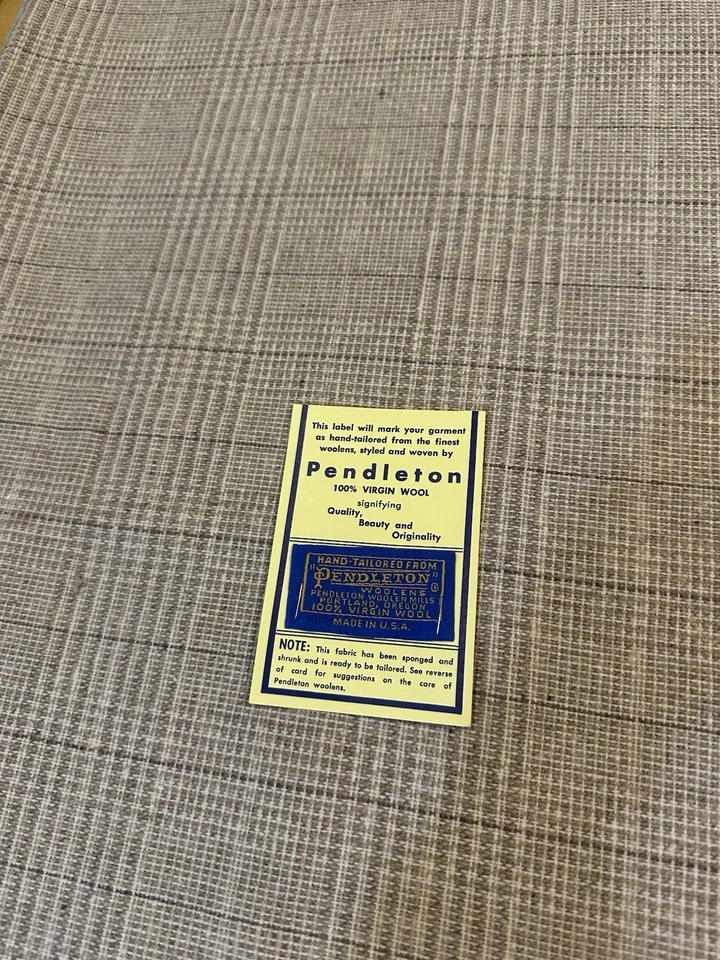 This label will mark your garment
as hand-tailored from the finest
woolens, styled and woven by
Pendleton
100% VIRGIN WOOL
signifying
Quality,
Beauty and
Originality
HAND-TAILORED FROM
"PENDLETON"
®
WOOLENS
PENDLETON WOOLEN MILLS
PORTLAND, OREGON
100% VIRGIN WOOL
MADE IN U.S.A.
NOTE: This fabric has been sponged and
shrunk and is ready to be tailored. See reverse
of card for suggestions on the care of
Pendleton woolens.